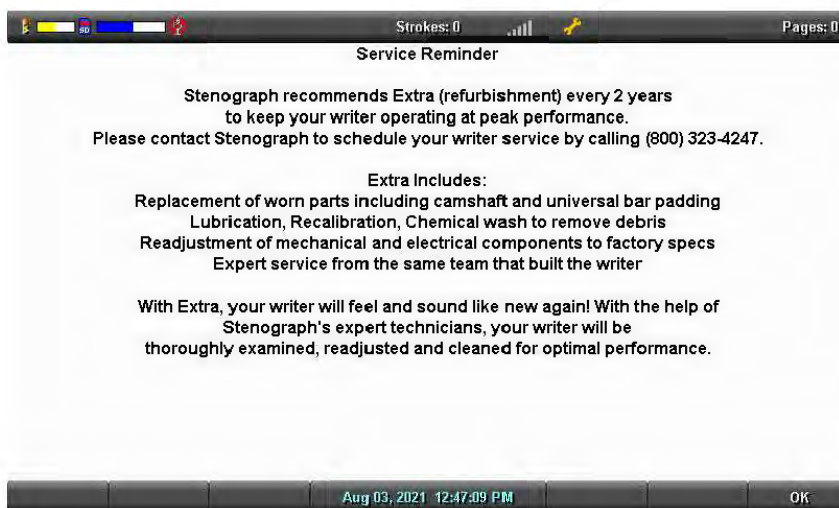 SD Strokes: 0 Pages: 0
Service Reminder
Stenograph recommends Extra (refurbishment) every 2 years
to keep your writer operating at peak performance.
Please contact Stenograph to schedule your writer service by calling (800) 323-4247.
Extra Includes:
Replacement of worn parts including camshaft and universal bar padding
Lubrication, Recalibration, Chemical wash to remove debris
Readjustment of mechanical and electrical components to factory specs
Expert service from the same team that built the writer
With Extra, your writer will feel and sound like new again! With the help of
Stenograph's expert technicians, your writer will be
thoroughly examined, readjusted and cleaned for optimal performance.
Aug 03, 2021 12:47:09 PM OK